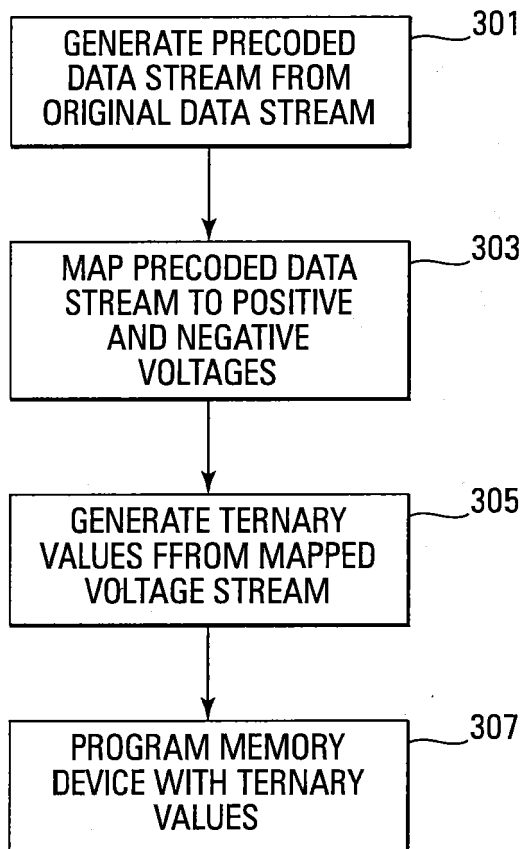 GENERATE PRECODED
DATA STREAM FROM
ORIGINAL DATA STREAM
301
MAP PRECODED DATA
STREAM TO POSITIVE
AND NEGATIVE
VOLTAGES
303
GENERATE TERNARY
VALUES FFROM MAPPED
VOLTAGE STREAM
305
PROGRAM MEMORY
DEVICE WITH TERNARY
VALUES
307